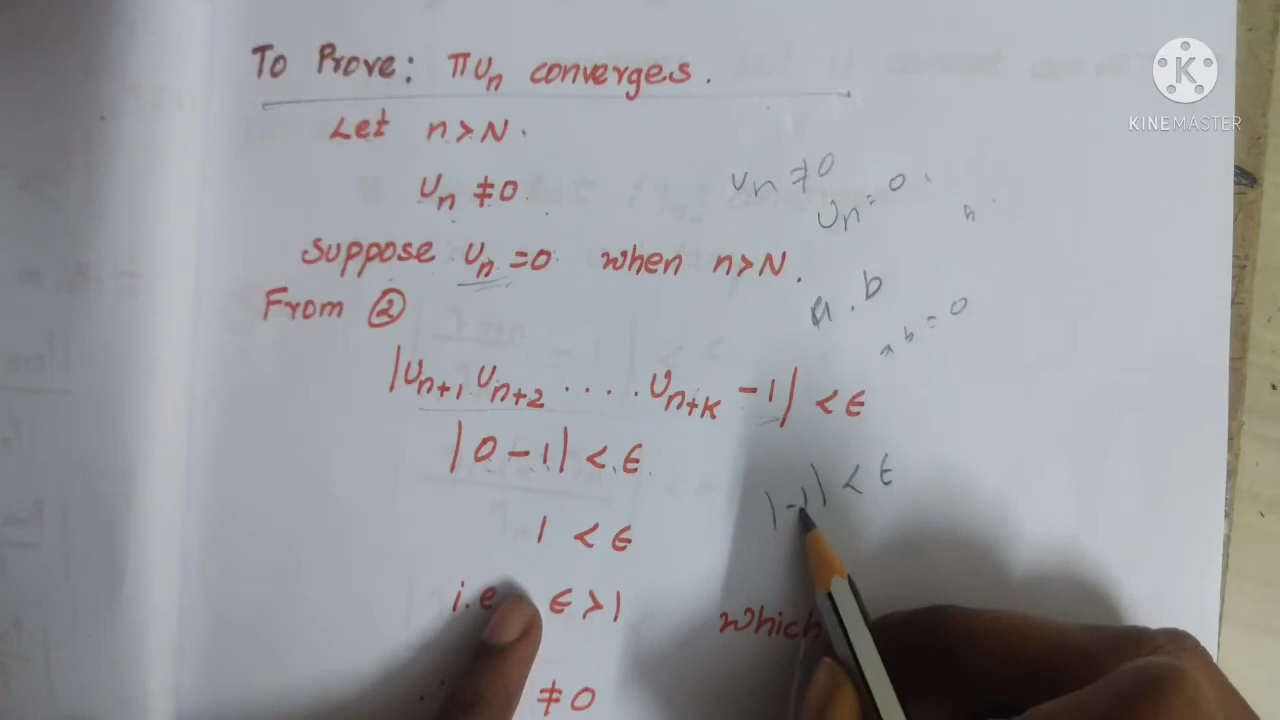 To Prove: πUn converges.
Let n>N.
Un ≠0
Un ≠0
Un=0
Suppose Un=0 when n>N.
a.b
From ②
ab=0
|Un+1 Un+2 .... Un+K -1| <ϵ
|0-1| <ϵ
|-1| <ϵ
1 <ϵ
i.e ϵ>1 which
≠0
K
KINEMASTER